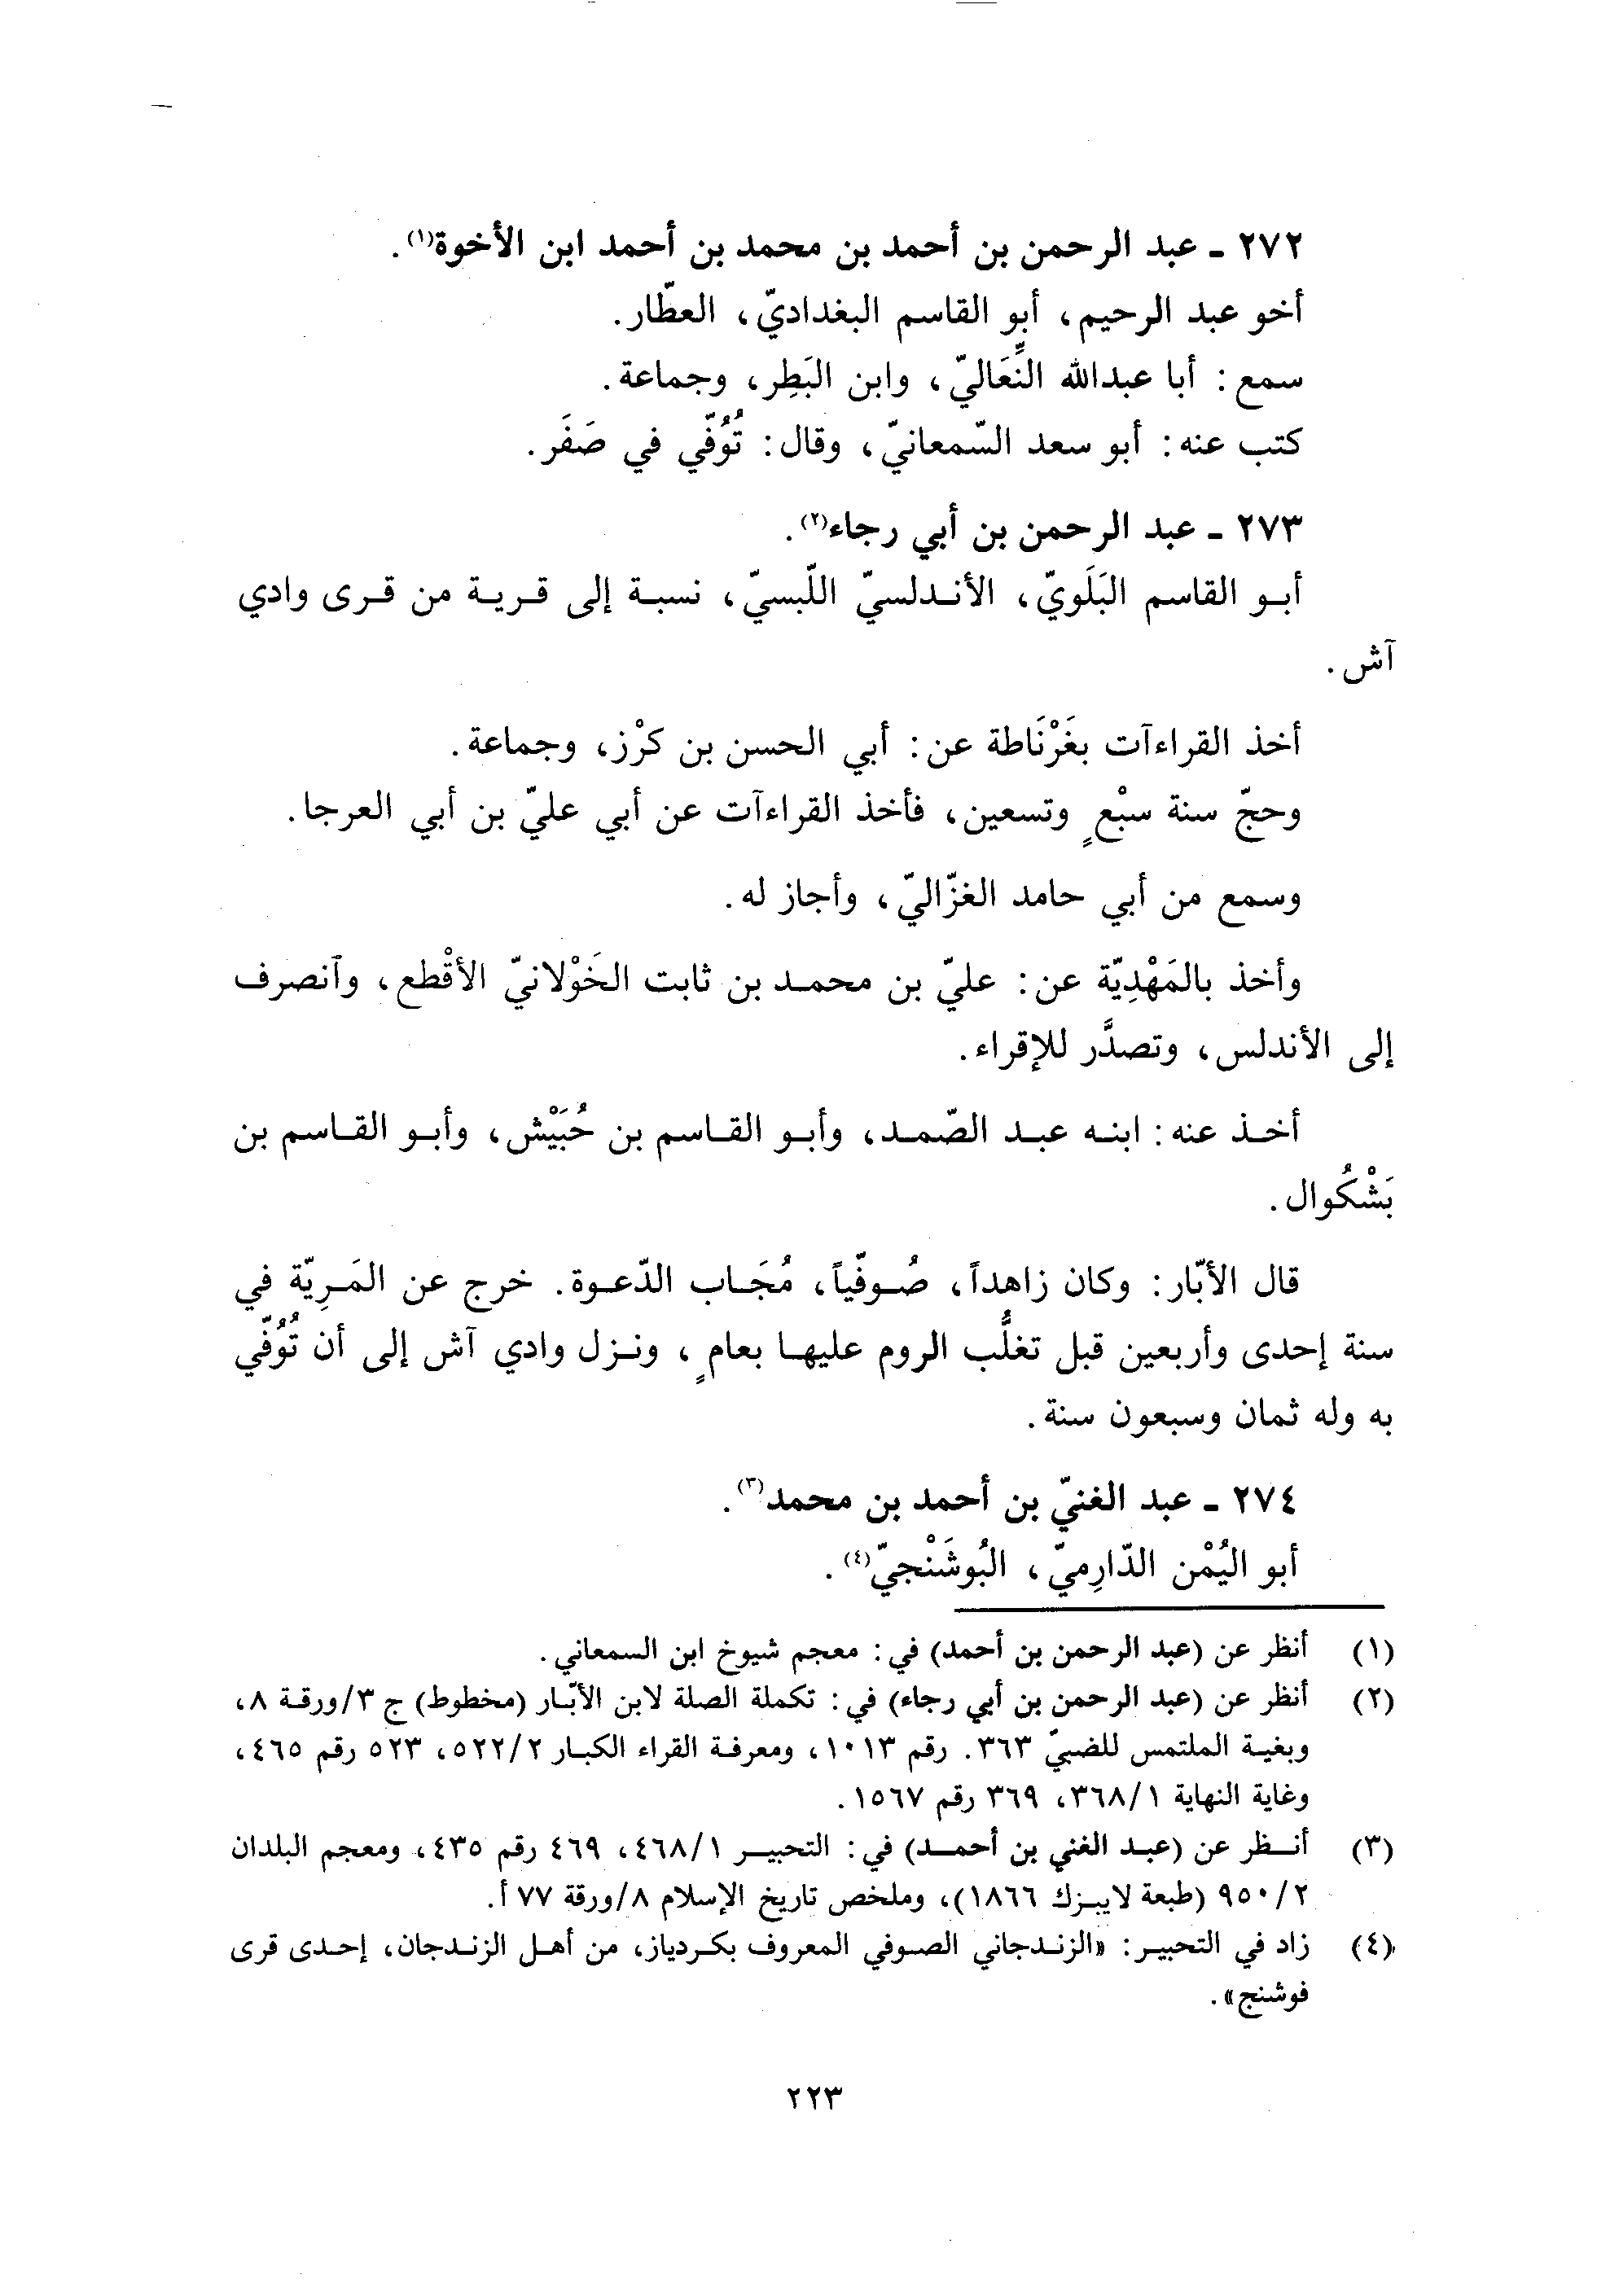 ٢٧٢ ـ عبد الرحمن بن أحمد بن محمد بن أحمد ابن الأخوة(١).
أخو عبد الرحيم، أبو القاسم البغداديّ، العطّار.
سمع: أبا عبدالله النِّعَاليّ، وابن البَطِر، وجماعة.
كتب عنه: أبو سعد السّمعانيّ، وقال: تُوُفّي في صَفَر.
٢٧٣ ـ عبد الرحمن بن أبي رجاء(٢).
أبو القاسم البَلَويّ، الأندلسيّ اللّبسيّ، نسبة إلى قرية من قرى وادي
آش.
أخذ القراءآت بغَرْنَاطة عن: أبي الحسن بن كرْز، وجماعة.
وحجّ سنة سبْعٍ وتسعين، فأخذ القراءآت عن أبي عليّ بن أبي العرجا.
وسمع من أبي حامد الغزّاليّ، وأجاز له.
وأخذ بالمَهْدِيّة عن: عليّ بن محمد بن ثابت الخَوْلانيّ الأقْطع، وآنصرف
إلى الأندلس، وتصدَّر للإقراء.
أخذ عنه: ابنه عبد الصّمد، وأبو القاسم بن حُبَيْش، وأبو القاسم بن
بَشْكُوال.
قال الأبّار: وكان زاهداً، صُوفّياً، مُجَاب الدّعوة. خرج عن المَرِيّة في
سنة إحدى وأربعين قبل تغلُّب الروم عليها بعامٍ، ونزل وادي آش إلى أن تُوُفّي
به وله ثمان وسبعون سنة.
٢٧٤ ـ عبد الغنيّ بن أحمد بن محمد(٣).
أبو اليُمْن الدّارِميّ، البُوشَنْجيّ(٤).
(١) أنظر عن (عبد الرحمن بن أحمد) في: معجم شيوخ ابن السمعاني.
(٢) أنظر عن (عبد الرحمن بن أبي رجاء) في: تكملة الصلة لابن الأبّار (مخطوط) ج ٣/ورقة ٨،
وبغية الملتمس للضبيّ ٣٦٣. رقم ١٠١٣، ومعرفة القراء الكبار ٥٢٢/٢، ٥٢٣ رقم ٤٦٥،
وغاية النهاية ٣٦٨/١، ٣٦٩ رقم ١٥٦٧.
(٣) أنظر عن (عبد الغني بن أحمد) في: التحبير ٤٦٨/١، ٤٦٩ رقم ٤٣٥، ومعجم البلدان
٩٥٠/٢ (طبعة لايبزك ١٨٦٦)، وملخص تاريخ الإسلام ٨/ورقة ٧٧ أ.
(٤) زاد في التحبير: «الزندجاني الصوفي المعروف بكردياز، من أهل الزندجان، إحدى قرى
فوشنج».
٢٢٣